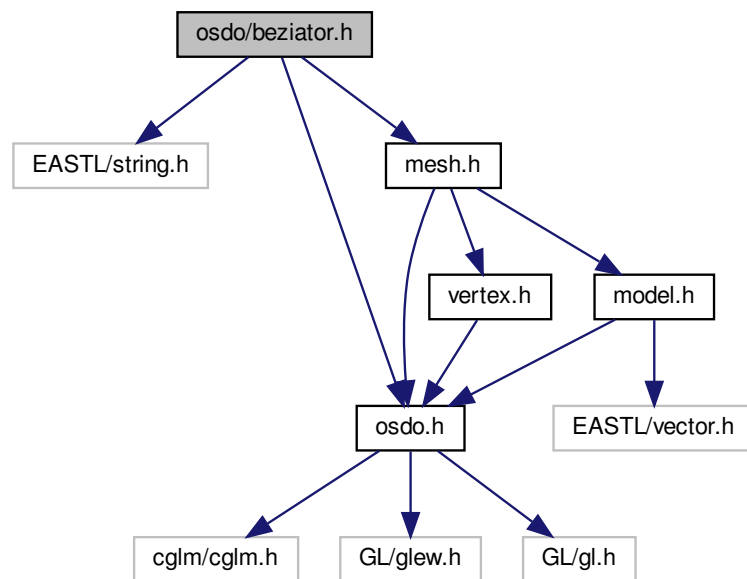 osdo/beziator.h
EASTL/string.h
mesh.h
vertex.h
model.h
osdo.h
EASTL/vector.h
cglm/cglm.h
GL/glew.h
GL/gl.h